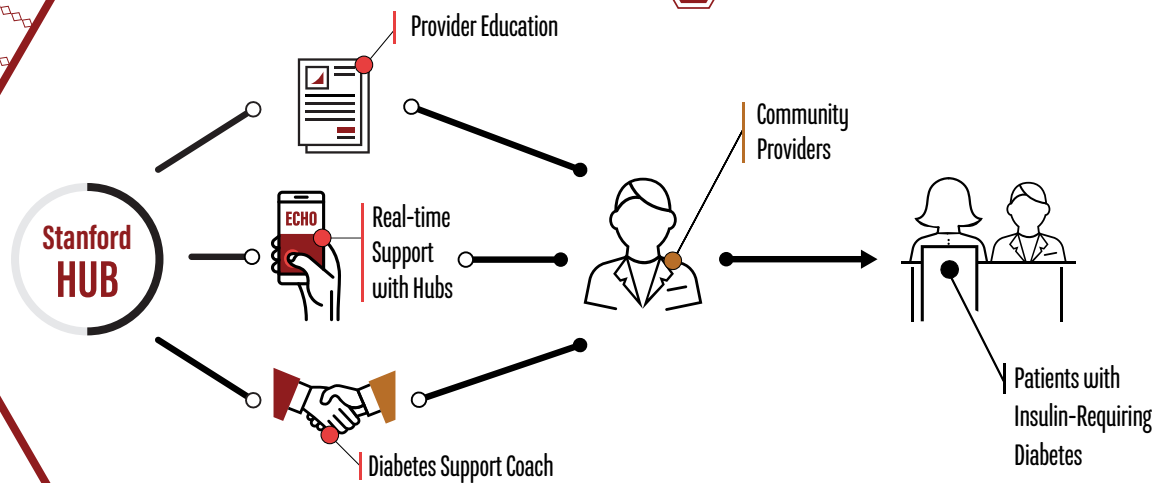 Provider Education
Community
Providers
Stanford
HUB
ECHO
Real-time
Support
with Hubs
Diabetes Support Coach
Patients with
Insulin-Requiring
Diabetes